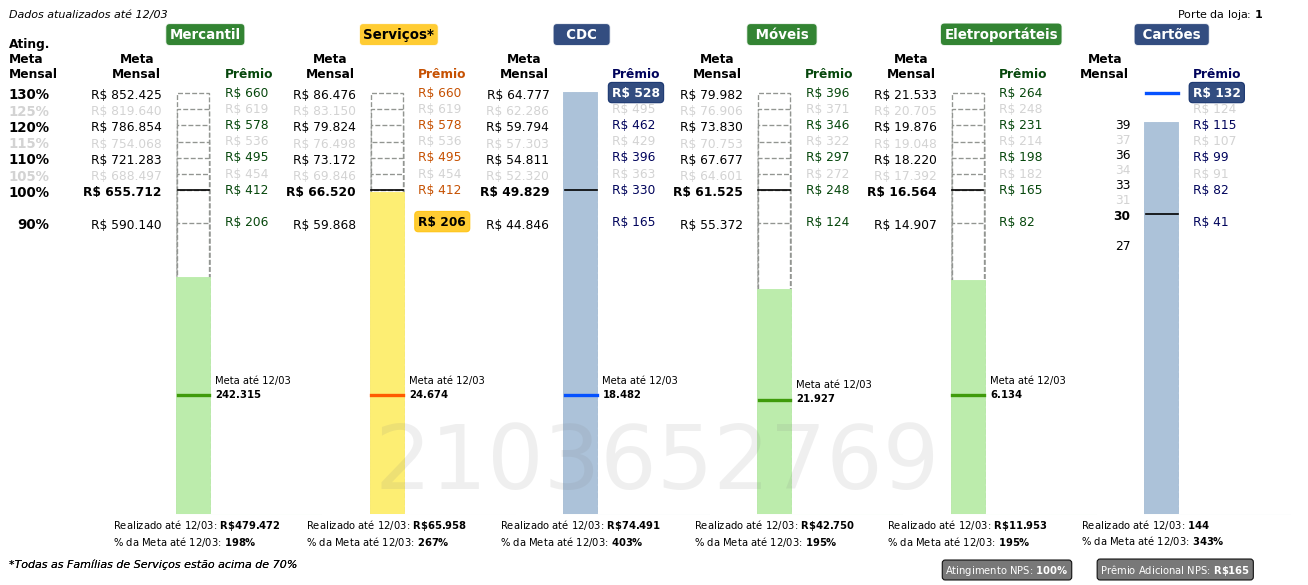 Dados atualizados até 12/03
Porte da loja: 1
Mercantil Serviços* CDC Móveis Eletroportáteis Cartões
Ating. Meta Mensal
Meta Mensal Prêmio Meta Mensal Prêmio Meta Mensal Prêmio Meta Mensal Prêmio Meta Mensal Prêmio Meta Mensal Prêmio
130% R$ 852.425 R$ 660 R$ 86.476 R$ 660 R$ 64.777 R$ 528 R$ 79.982 R$ 396 R$ 21.533 R$ 264 R$ 132
125% R$ 819.640 R$ 619 R$ 83.150 R$ 619 R$ 62.286 R$ 495 R$ 76.906 R$ 371 R$ 20.705 R$ 248 R$ 124
120% R$ 786.854 R$ 578 R$ 79.824 R$ 578 R$ 59.794 R$ 462 R$ 73.830 R$ 346 R$ 19.876 R$ 231 39 R$ 115
115% R$ 754.068 R$ 536 R$ 76.498 R$ 536 R$ 57.303 R$ 429 R$ 70.753 R$ 322 R$ 19.048 R$ 214 37 R$ 107
110% R$ 721.283 R$ 495 R$ 73.172 R$ 495 R$ 54.811 R$ 396 R$ 67.677 R$ 297 R$ 18.220 R$ 198 36 R$ 99
105% R$ 688.497 R$ 454 R$ 69.846 R$ 454 R$ 52.320 R$ 363 R$ 64.601 R$ 272 R$ 17.392 R$ 182 34 R$ 91
100% R$ 655.712 R$ 412 R$ 66.520 R$ 412 R$ 49.829 R$ 330 R$ 61.525 R$ 248 R$ 16.564 R$ 165 33 R$ 82
31
30
90% R$ 590.140 R$ 206 R$ 59.868 R$ 206 R$ 44.846 R$ 165 R$ 55.372 R$ 124 R$ 14.907 R$ 82 R$ 41
27
Meta até 12/03 Meta até 12/03 Meta até 12/03 Meta até 12/03 Meta até 12/03
242.315 24.674 18.482 21.927 6.134
2103652769
Realizado até 12/03: R$479.472 Realizado até 12/03: R$65.958 Realizado até 12/03: R$74.491 Realizado até 12/03: R$42.750 Realizado até 12/03: R$11.953 Realizado até 12/03: 144
% da Meta até 12/03: 198% % da Meta até 12/03: 267% % da Meta até 12/03: 403% % da Meta até 12/03: 195% % da Meta até 12/03: 195% % da Meta até 12/03: 343%
*Todas as Famílias de Serviços estão acima de 70%
Atingimento NPS: 100% Prêmio Adicional NPS: R$165